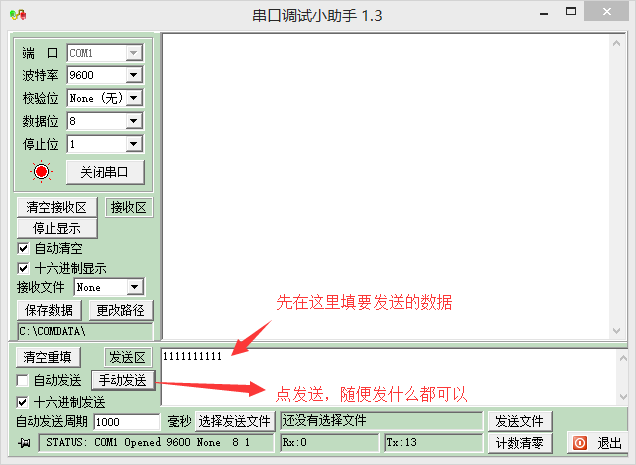 串口调试小助手 1.3
端 口 COM1
波特率 9600
校验位 None (无)
数据位 8
停止位 1
关闭串口
清空接收区 接收区
停止显示
自动清空
十六进制显示
接收文件 None
保存数据 更改路径
C:\COMDATA\
先在这里填要发送的数据
清空重填 发送区
1111111111
自动发送 手动发送
点发送，随便发什么都可以
十六进制发送
自动发送周期 1000 毫秒 选择发送文件 还没有选择文件 发送文件
STATUS: COM1 Opened 9600 None 8 1 Rx:0 Tx:13 计数清零 退出